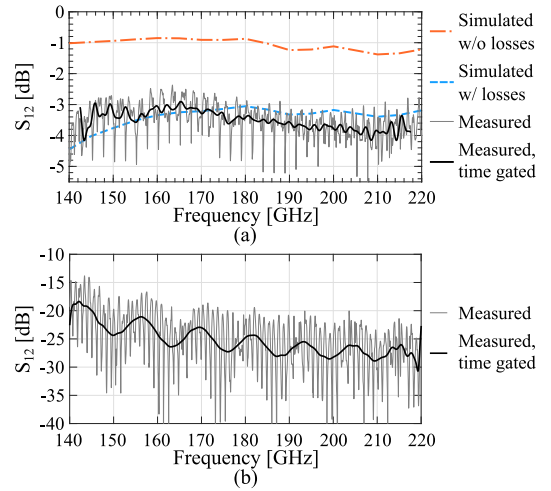 0
-1
-2
-3
-4
-5
S12 [dB]
140 150 160 170 180 190 200 210 220
Frequency [GHz]
(a)
Simulated
w/o losses
Simulated
w/ losses
Measured
Measured,
time gated
-10
-15
-20
-25
-30
-35
-40
S12 [dB]
140 150 160 170 180 190 200 210 220
Frequency [GHz]
(b)
Measured
Measured,
time gated